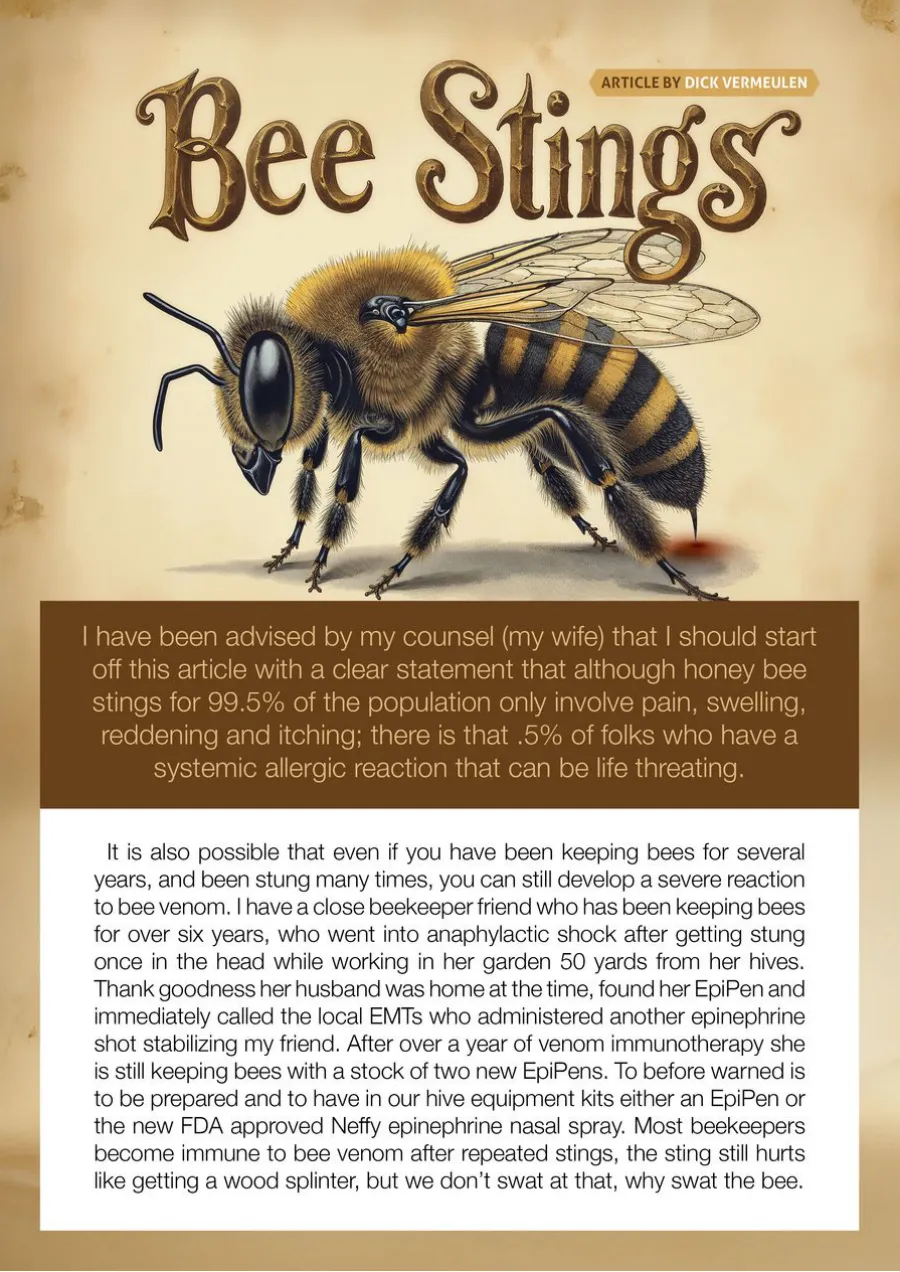 ARTICLE BY DICK VERMEULEN
Bee Stings
I have been advised by my counsel (my wife) that I should start
off this article with a clear statement that although honey bee
stings for 99.5% of the population only involve pain, swelling,
reddening and itching; there is that .5% of folks who have a
systemic allergic reaction that can be life threating.
It is also possible that even if you have been keeping bees for several
years, and been stung many times, you can still develop a severe reaction
to bee venom. I have a close beekeeper friend who has been keeping bees
for over six years, who went into anaphylactic shock after getting stung
once in the head while working in her garden 50 yards from her hives.
Thank goodness her husband was home at the time, found her EpiPen and
immediately called the local EMTs who administered another epinephrine
shot stabilizing my friend. After over a year of venom immunotherapy she
is still keeping bees with a stock of two new EpiPens. To before warned is
to be prepared and to have in our hive equipment kits either an EpiPen or
the new FDA approved Neffy epinephrine nasal spray. Most beekeepers
become immune to bee venom after repeated stings, the sting still hurts
like getting a wood splinter, but we don't swat at that, why swat the bee.